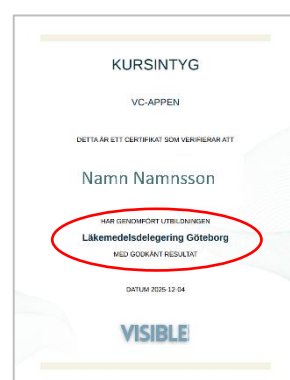 KURSINTYG
VC-APPEN
DETTA ÄR ETT CERTIFIKAT SOM VERIFIERAR ATT
Namn Namnsson
HAR GENOMFÖRT UTBILDNINGEN
Läkemedelsdelegering Göteborg
MED GODKÄNT RESULTAT
DATUM 2025-12-04
VISIBLE